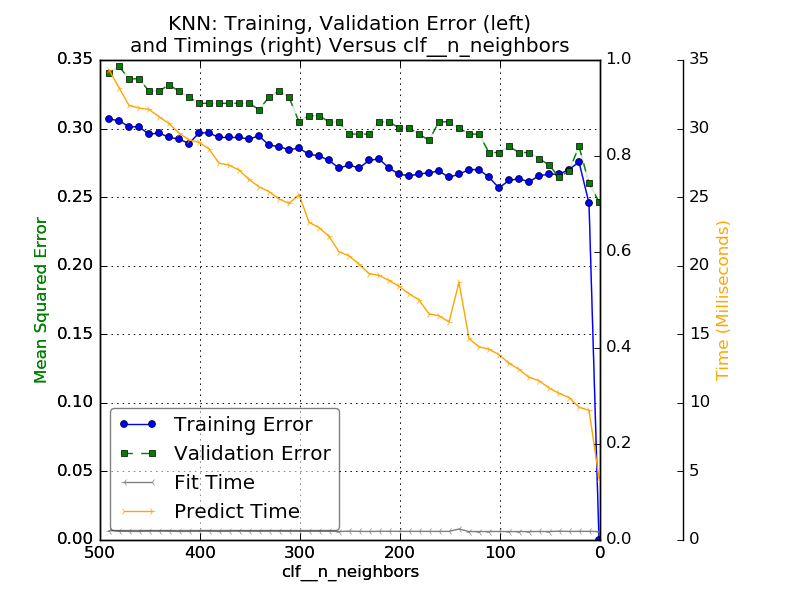 KNN: Training, Validation Error (left)
and Timings (right) Versus clf__n_neighbors
Mean Squared Error
0.35
0.30
0.25
0.20
0.15
0.10
0.05
0.00
Training Error
Validation Error
Fit Time
Predict Time
500 400 300 200 100 0
clf__n_neighbors
1.0
0.8
0.6
0.4
0.2
0.0
35
30
25
20
15
10
5
0
Time (Milliseconds)